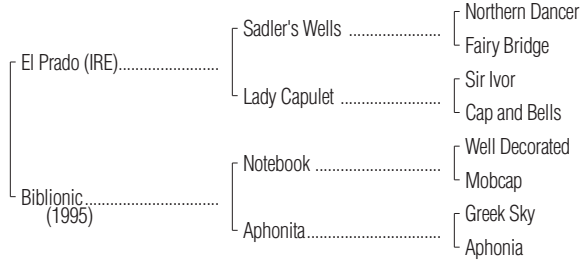 Northern Dancer
Sadler's Wells ........................
Fairy Bridge
El Prado (IRE)..........................
Sir Ivor
Lady Capulet ..........................
Cap and Bells
Well Decorated
Notebook ................................
Mobcap
Biblionic...................................
(1995)
Greek Sky
Aphonita...................................
Aphonia